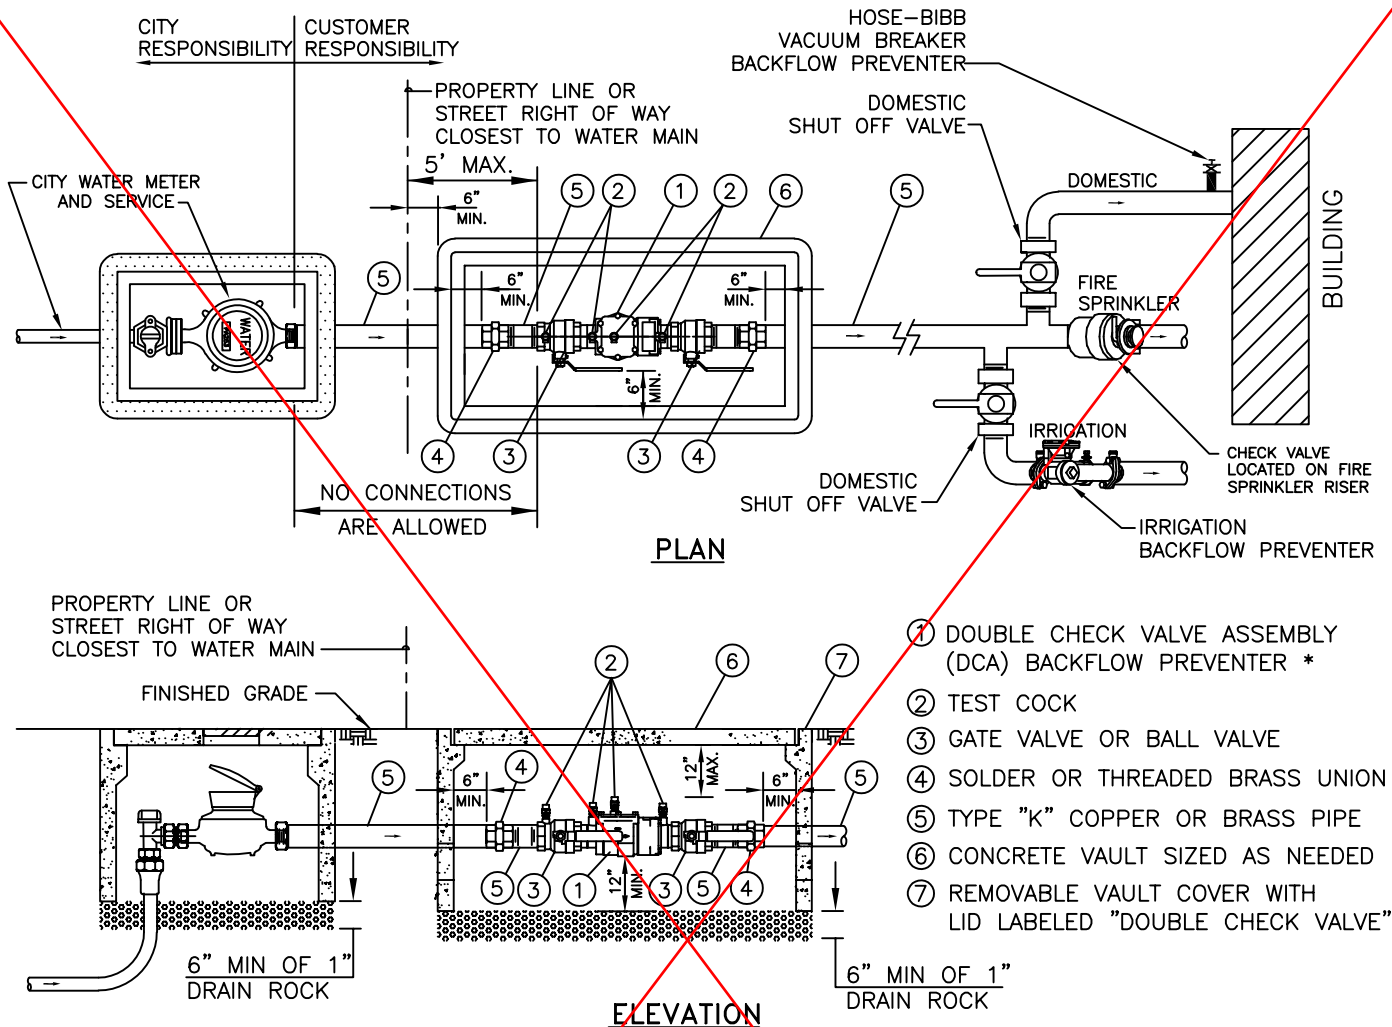 CITY
RESPONSIBILITY
CUSTOMER
RESPONSIBILITY
HOSE-BIBB
VACUUM BREAKER
BACKFLOW PREVENTER
PROPERTY LINE OR
STREET RIGHT OF WAY
CLOSEST TO WATER MAIN
DOMESTIC
SHUT OFF VALVE
5' MAX.
CITY WATER METER
AND SERVICE
6"
MIN.
5
2
1
2
6
5
DOMESTIC
BUILDING
5
6"
MIN.
6"
MIN.
FIRE
SPRINKLER
WATER
6"
MIN.
4
3
3
4
IRRIGATION
CHECK VALVE
LOCATED ON FIRE
SPRINKLER RISER
DOMESTIC
SHUT OFF VALVE
NO CONNECTIONS
ARE ALLOWED
IRRIGATION
BACKFLOW PREVENTER
PLAN
PROPERTY LINE OR
STREET RIGHT OF WAY
CLOSEST TO WATER MAIN
FINISHED GRADE
2
6
7
5
6"
MIN.
4
12"
MAX.
6"
MIN.
5
5
3
1
12"
MIN.
3
5
4
6" MIN OF 1"
DRAIN ROCK
6" MIN OF 1"
DRAIN ROCK
ELEVATION
1 DOUBLE CHECK VALVE ASSEMBLY
(DCA) BACKFLOW PREVENTER *
2 TEST COCK
3 GATE VALVE OR BALL VALVE
4 SOLDER OR THREADED BRASS UNION
5 TYPE "K" COPPER OR BRASS PIPE
6 CONCRETE VAULT SIZED AS NEEDED
7 REMOVABLE VAULT COVER WITH
LID LABELED "DOUBLE CHECK VALVE"